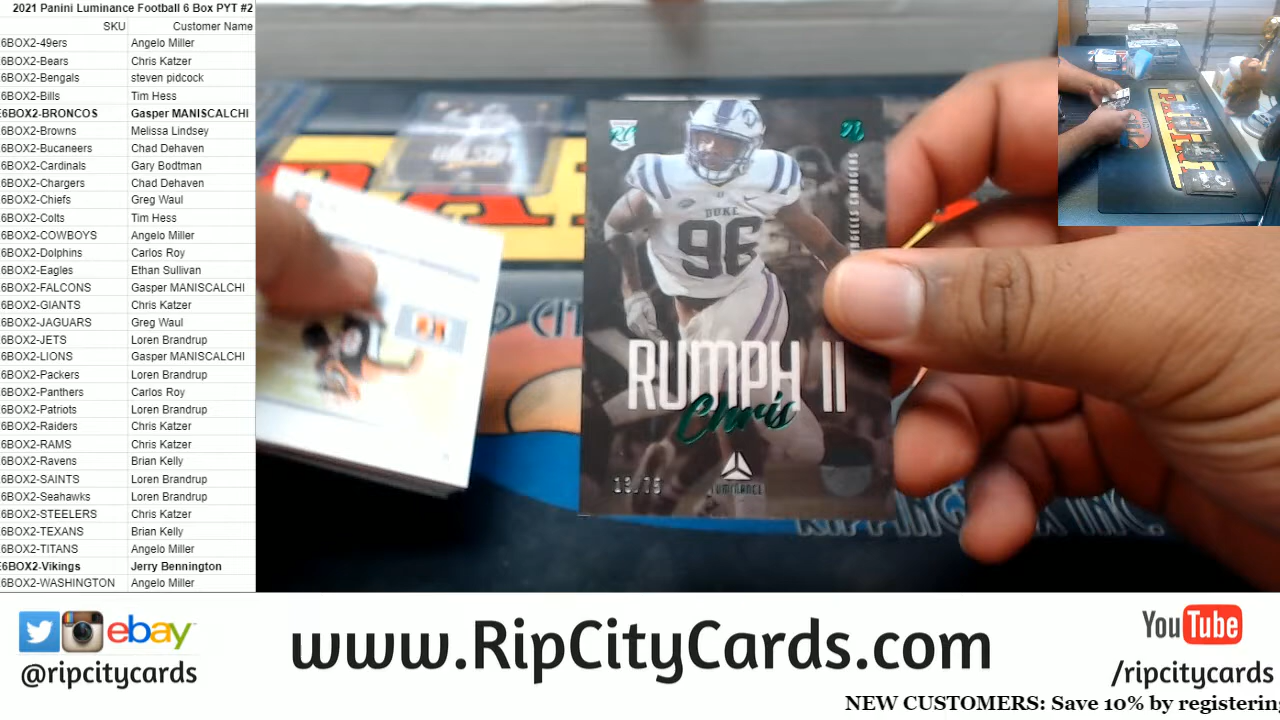 2021 Panini Luminance Football 6 Box PYT #2
SKU Customer Name
6BOX2-49ers Angelo Miller
6BOX2-Bears Chris Katzer
6BOX2-Bengals steven pidcock
6BOX2-Bills Tim Hess
6BOX2-BRONCOS Gasper MANISCALCHI
6BOX2-Browns Melissa Lindsey
6BOX2-Bucaneers Chad Dehaven
6BOX2-Cardinals Gary Bodtman
6BOX2-Chargers Chad Dehaven
6BOX2-Chiefs Greg Waul
6BOX2-Colts Tim Hess
6BOX2-COWBOYS Angelo Miller
6BOX2-Dolphins Carlos Roy
6BOX2-Eagles Ethan Sullivan
6BOX2-FALCONS Gasper MANISCALHI
6BOX2-GIANTS Chris Katzer
6BOX2-JAGUARS Greg Waul
6BOX2-JETS Loren Brandrup
6BOX2-LIONS Gasper MANISCALCHI
6BOX2-Packers Loren Brandrup
6BOX2-Panthers Carlos Roy
6BOX2-Patriots Loren Brandrup
6BOX2-Raiders Chris Katzer
6BOX2-RAMS Chris Katzer
6BOX2-Ravens Brian Kelly
6BOX2-SAINTS Loren Brandrup
6BOX2-Seahawks Loren Brandrup
6BOX2-STEELERS Chris Katzer
6BOX2-TEXANS Brian Kelly
6BOX2-TITANS Angelo Miller
6BOX2-Vikings Jerry Bennington
6BOX2-WASHINGTON Angelo Miller
RC
21
DUKE
96
RUMPH II
Chris
LUMINANCE
RIPPING INC.
ebay
@ripcitycards
www.RipCityCards.com
YouTube
/ripcitycards
NEW CUSTOMERS: Save 10% by registering